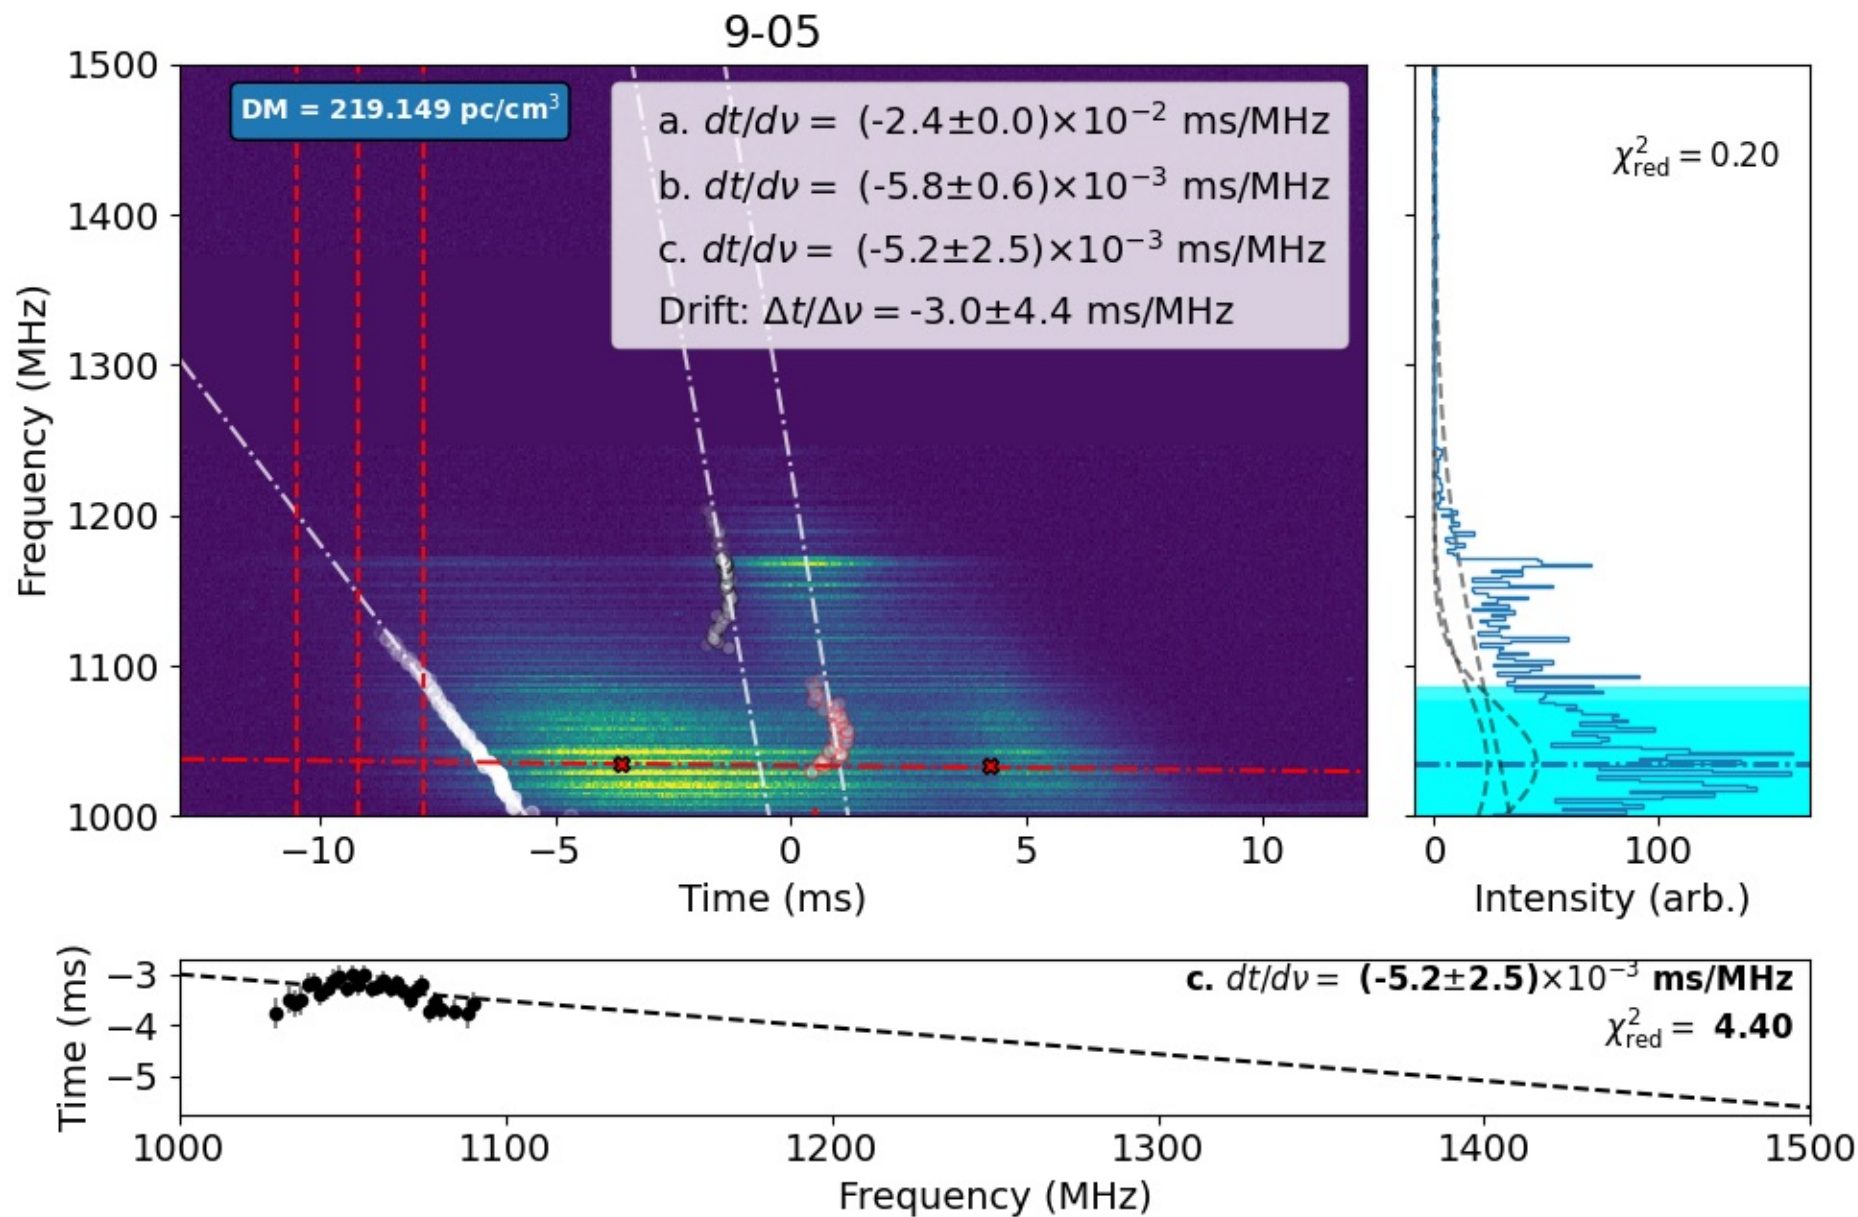 9-05
DM = 219.149 pc/cm³
a. dt/dν = (-2.4±0.0)×10⁻² ms/MHz
b. dt/dν = (-5.8±0.6)×10⁻³ ms/MHz
c. dt/dν = (-5.2±2.5)×10⁻³ ms/MHz
Drift: Δt/Δν = -3.0±4.4 ms/MHz
χ²red = 0.20
Frequency (MHz)
1500
1400
1300
1200
1100
1000
−10 −5 0 5 10
Time (ms)
0 100
Intensity (arb.)
Time (ms)
−3
−4
−5
c. dt/dν = (-5.2±2.5)×10⁻³ ms/MHz
χ²red = 4.40
1000 1100 1200 1300 1400 1500
Frequency (MHz)